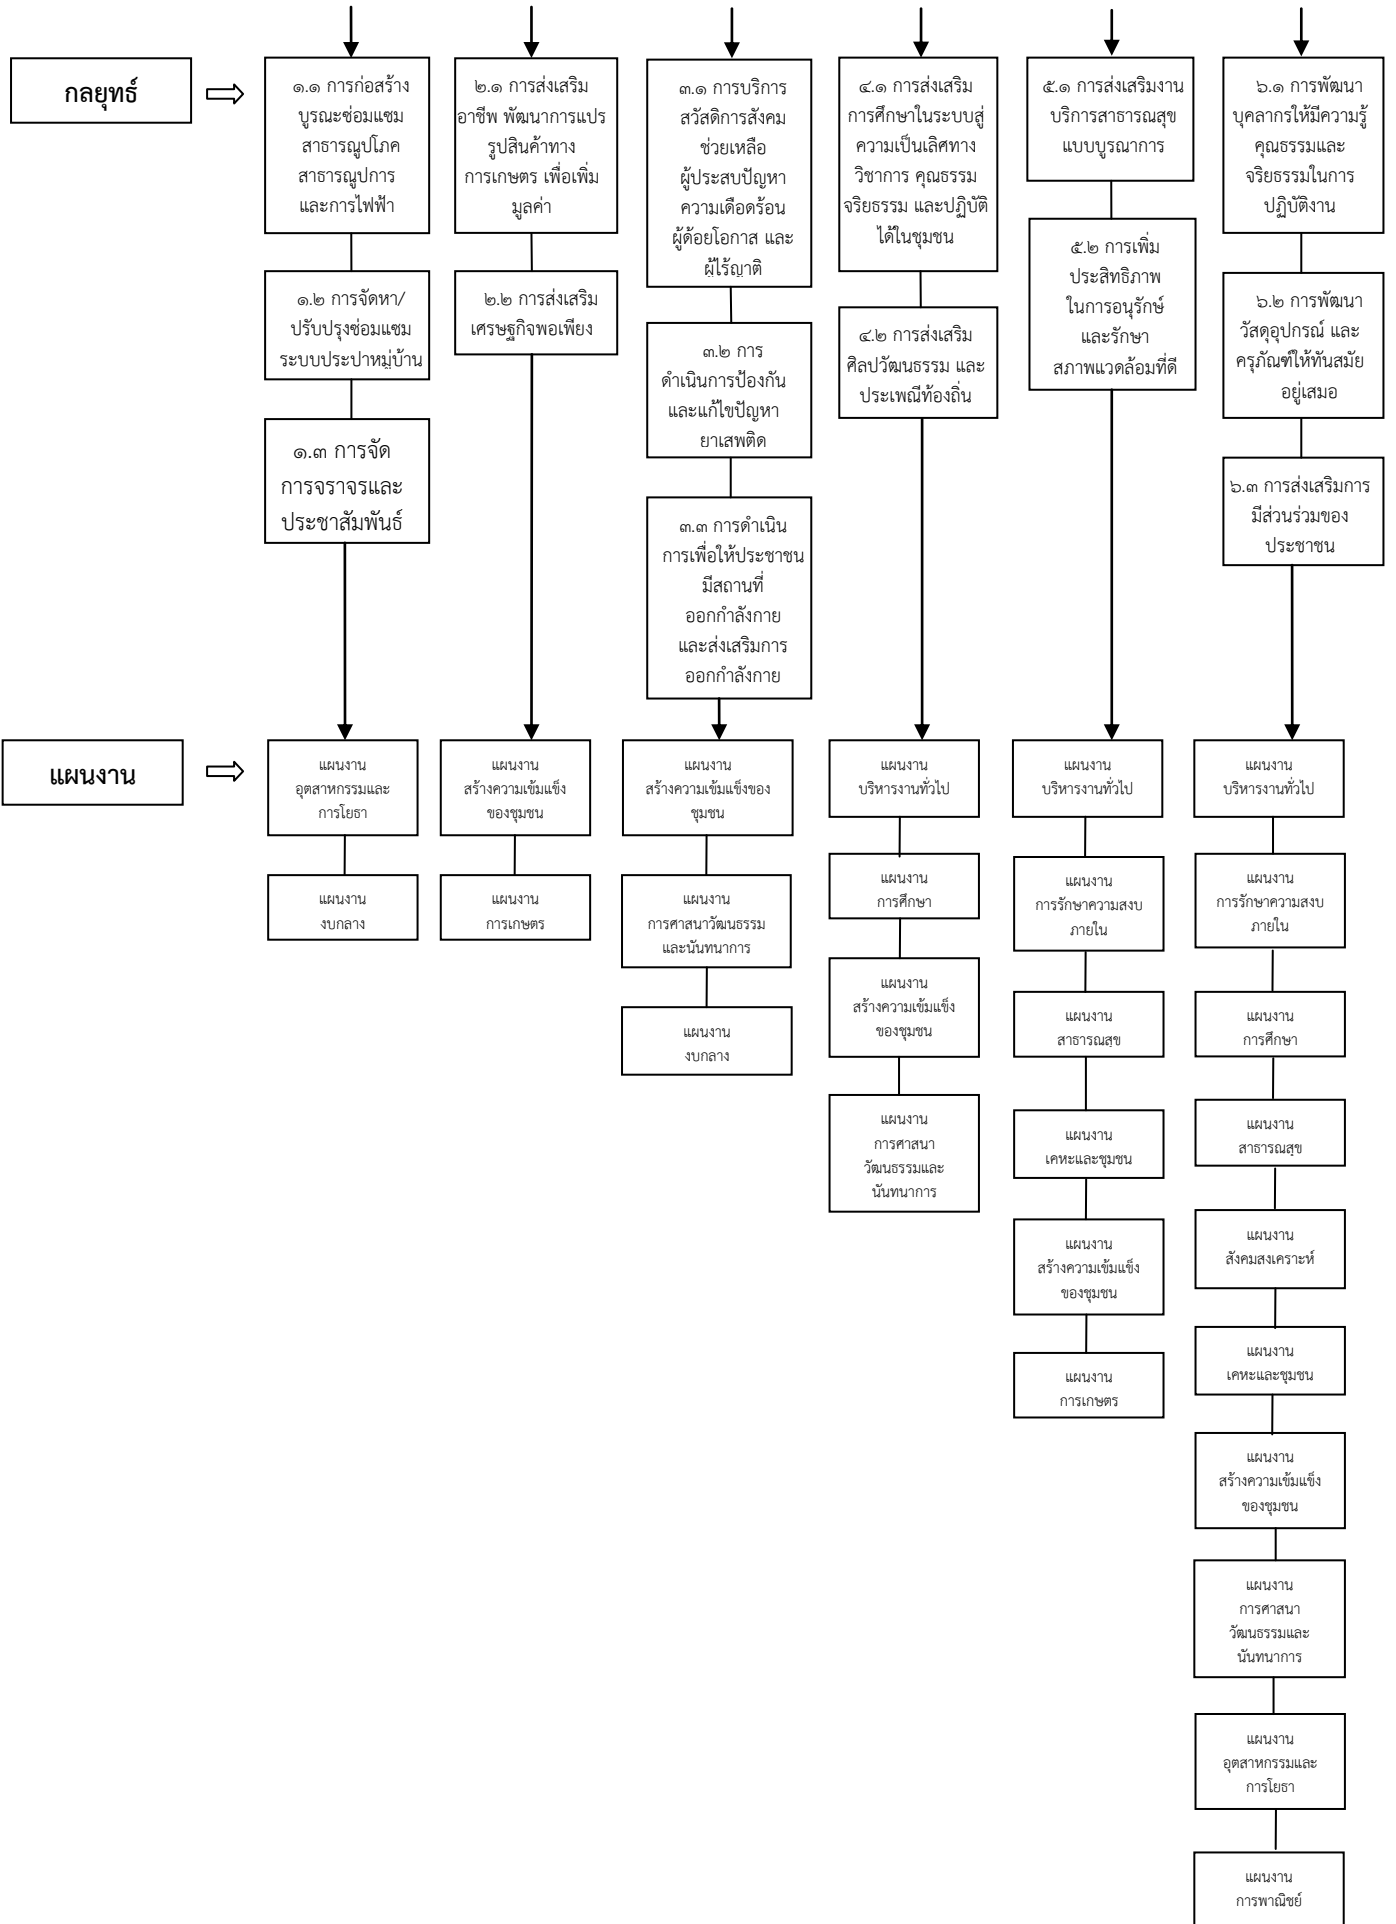 กลยุทธ์
๑.๑ การก่อสร้าง
บูรณะซ่อมแซม
สาธารณูปโภค
สาธารณูปการ
และการไฟฟ้า
๑.๒ การจัดหา/
ปรับปรุงซ่อมแซม
ระบบประปาหมู่บ้าน
๑.๓ การจัด
การจราจรและ
ประชาสัมพันธ์
๒.๑ การส่งเสริม
อาชีพ พัฒนาการแปร
รูปสินค้าทาง
การเกษตร เพื่อเพิ่ม
มูลค่า
๒.๒ การส่งเสริม
เศรษฐกิจพอเพียง
๓.๑ การบริการ
สวัสดิการสังคม
ช่วยเหลือ
ผู้ประสบปัญหา
ความเดือดร้อน
ผู้ด้อยโอกาส และ
ผู้ไร้ญาติ
๓.๒ การ
ดำเนินการป้องกัน
และแก้ไขปัญหา
ยาเสพติด
๓.๓ การดำเนิน
การเพื่อให้ประชาชน
มีสถานที่
ออกกำลังกาย
และส่งเสริมการ
ออกกำลังกาย
๔.๑ การส่งเสริม
การศึกษาในระบบสู่
ความเป็นเลิศทาง
วิชาการ คุณธรรม
จริยธรรม และปฏิบัติ
ได้ในชุมชน
๔.๒ การส่งเสริม
ศิลปวัฒนธรรม และ
ประเพณีท้องถิ่น
๕.๑ การส่งเสริมงาน
บริการสาธารณสุข
แบบบูรณาการ
๕.๒ การเพิ่ม
ประสิทธิภาพ
ในการอนุรักษ์
และรักษา
สภาพแวดล้อมที่ดี
๖.๑ การพัฒนา
บุคลากรให้มีความรู้
คุณธรรมและ
จริยธรรมในการ
ปฏิบัติงาน
๖.๒ การพัฒนา
วัสดุอุปกรณ์ และ
ครุภัณฑ์ให้ทันสมัย
อยู่เสมอ
๖.๓ การส่งเสริมการ
มีส่วนร่วมของ
ประชาชน
แผนงาน
แผนงาน
อุตสาหกรรมและ
การโยธา
แผนงาน
งบกลาง
แผนงาน
สร้างความเข้มแข็ง
ของชุมชน
แผนงาน
การเกษตร
แผนงาน
สร้างความเข้มแข็งของ
ชุมชน
แผนงาน
การศาสนาวัฒนธรรม
และนันทนาการ
แผนงาน
งบกลาง
แผนงาน
บริหารงานทั่วไป
แผนงาน
การศึกษา
แผนงาน
สร้างความเข้มแข็ง
ของชุมชน
แผนงาน
การศาสนา
วัฒนธรรมและ
นันทนาการ
แผนงาน
บริหารงานทั่วไป
แผนงาน
การรักษาความสงบ
ภายใน
แผนงาน
สาธารณสุข
แผนงาน
เคหะและชุมชน
แผนงาน
สร้างความเข้มแข็ง
ของชุมชน
แผนงาน
การเกษตร
แผนงาน
บริหารงานทั่วไป
แผนงาน
การรักษาความสงบ
ภายใน
แผนงาน
การศึกษา
แผนงาน
สาธารณสุข
แผนงาน
สังคมสงเคราะห์
แผนงาน
เคหะและชุมชน
แผนงาน
สร้างความเข้มแข็ง
ของชุมชน
แผนงาน
การศาสนา
วัฒนธรรมและ
นันทนาการ
แผนงาน
อุตสาหกรรมและ
การโยธา
แผนงาน
การพาณิชย์